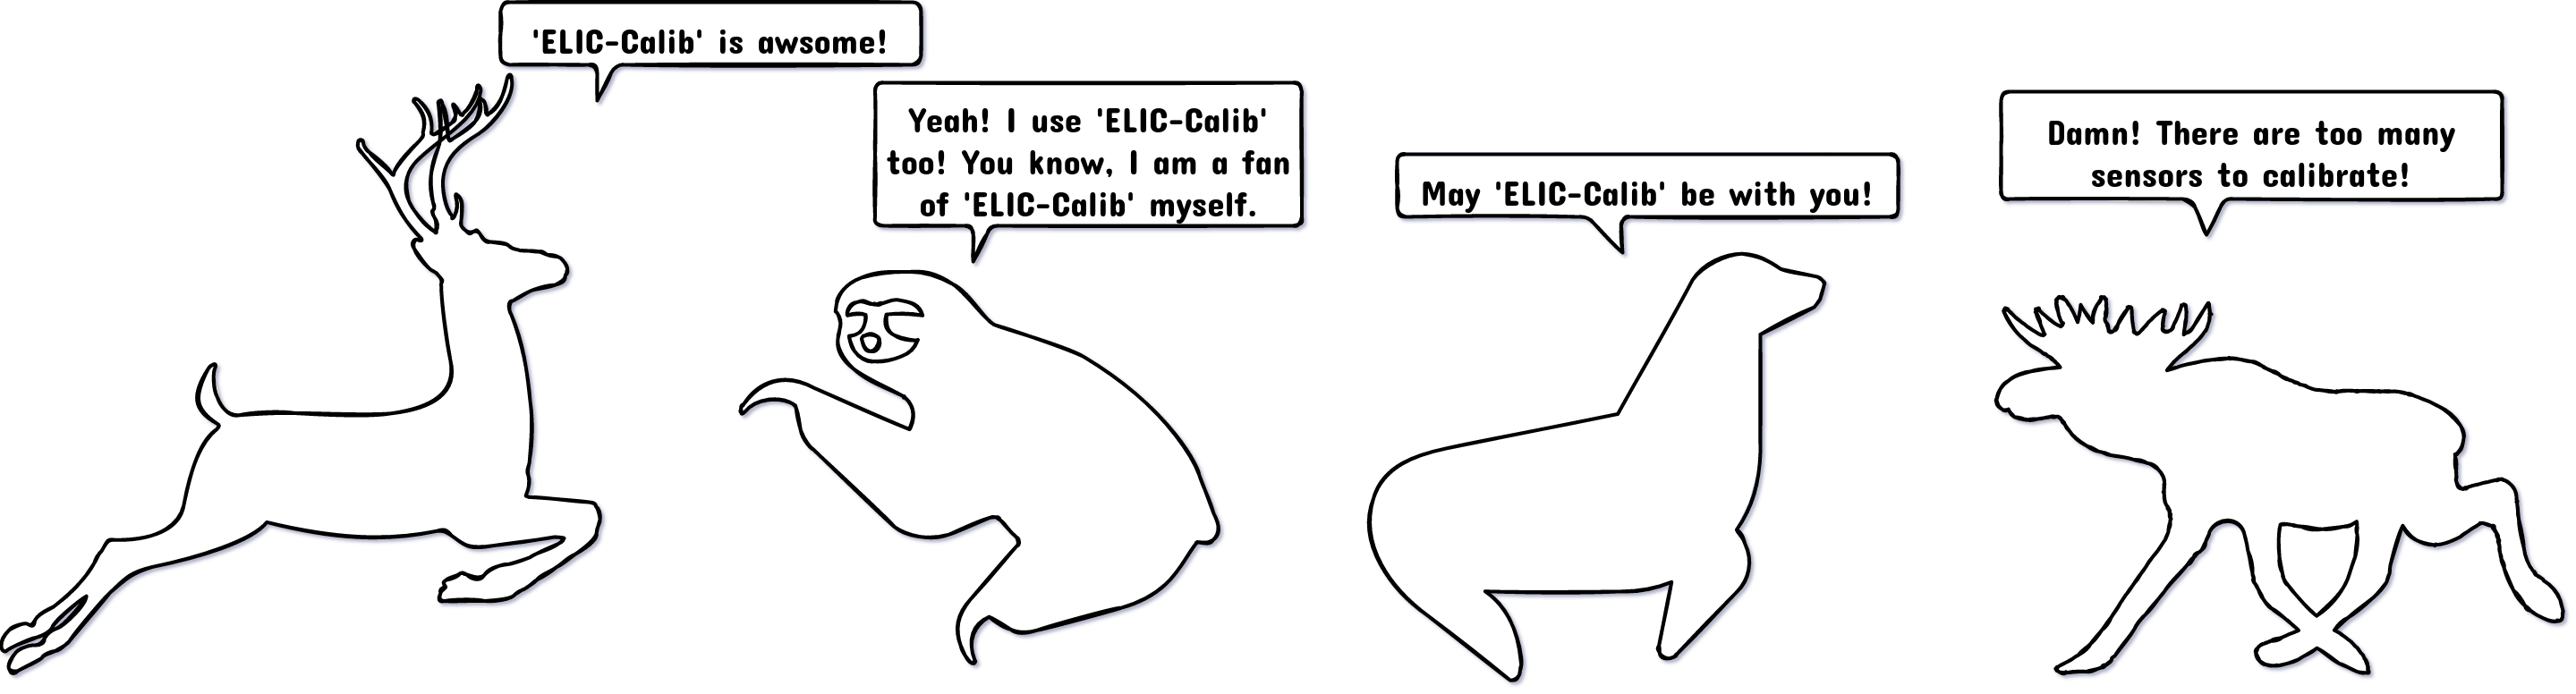 'ELIC-Calib' is awsome!
Yeah! I use 'ELIC-Calib'
too! You know, I am a fan
of 'ELIC-Calib' myself.
May 'ELIC-Calib' be with you!
Damn! There are too many
sensors to calibrate!